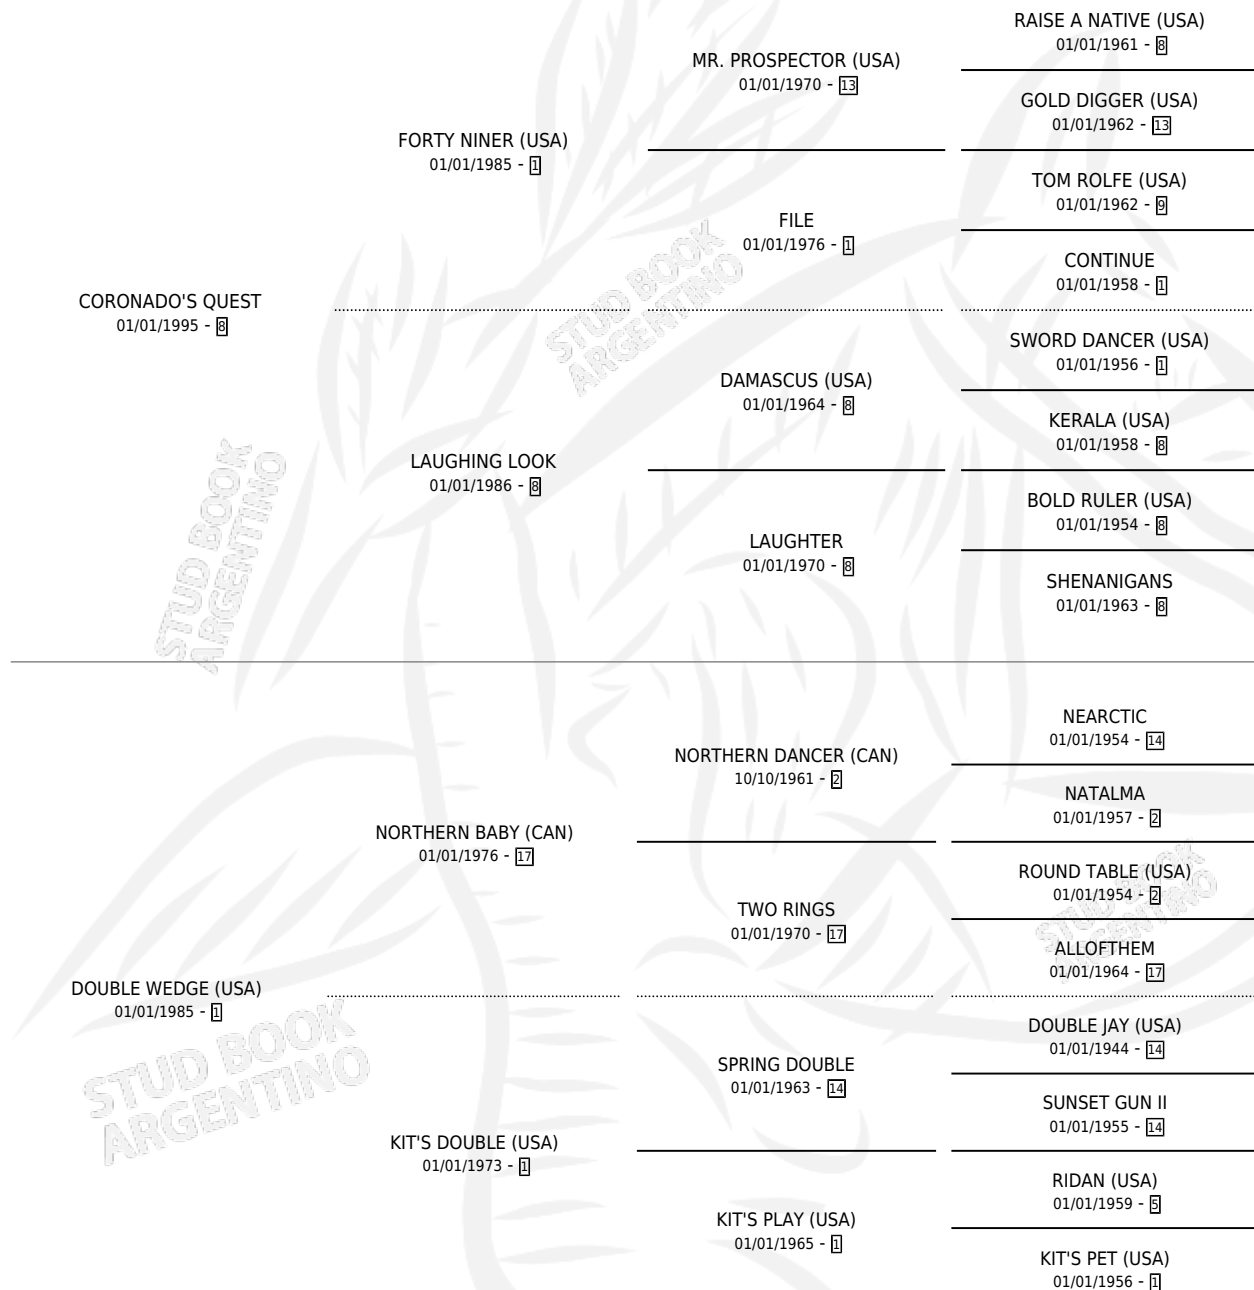 RAISE A NATIVE (USA)
01/01/1961 - 8
MR. PROSPECTOR (USA)
01/01/1970 - 13
GOLD DIGGER (USA)
01/01/1962 - 13
FORTY NINER (USA)
01/01/1985 - 1
TOM ROLFE (USA)
01/01/1962 - 9
FILE
01/01/1976 - 1
CONTINUE
01/01/1958 - 1
CORONADO'S QUEST
01/01/1995 - 8
STUD BOOK
ARGENTINO
SWORD DANCER (USA)
01/01/1956 - 1
DAMASCUS (USA)
01/01/1964 - 8
KERALA (USA)
01/01/1958 - 8
LAUGHING LOOK
01/01/1986 - 8
BOLD RULER (USA)
01/01/1954 - 8
LAUGHTER
01/01/1970 - 8
SHENANIGANS
01/01/1963 - 8
STUD BOOK
ARGENTINO
NEARCTIC
01/01/1954 - 14
NORTHERN DANCER (CAN)
10/10/1961 - 2
NATALMA
01/01/1957 - 2
NORTHERN BABY (CAN)
01/01/1976 - 17
ROUND TABLE (USA)
01/01/1954 - 2
STUD BOOK
ARGENTINO
TWO RINGS
01/01/1970 - 17
ALLOFTHEM
01/01/1964 - 17
DOUBLE WEDGE (USA)
01/01/1985 - 1
STUD BOOK
ARGENTINO
DOUBLE JAY (USA)
01/01/1944 - 14
SPRING DOUBLE
01/01/1963 - 14
SUNSET GUN II
01/01/1955 - 14
KIT'S DOUBLE (USA)
01/01/1973 - 1
RIDAN (USA)
01/01/1959 - 5
KIT'S PLAY (USA)
01/01/1965 - 1
KIT'S PET (USA)
01/01/1956 - 1